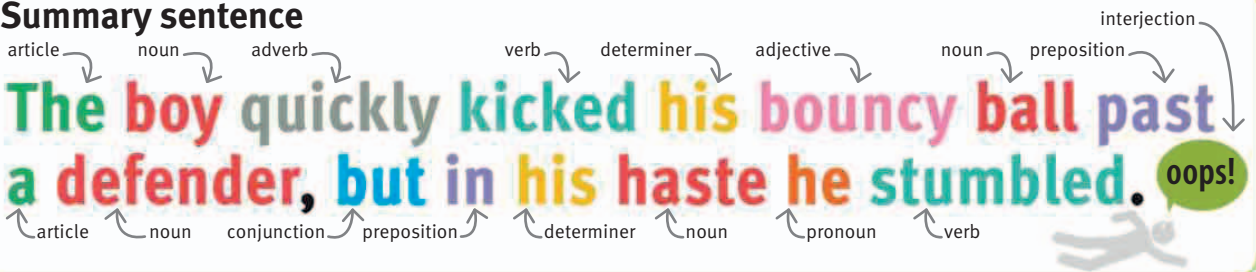 Summary sentence
interjection
article noun adverb verb determiner adjective noun preposition
The boy quickly kicked his bouncy ball past
a defender, but in his haste he stumbled. oops!
article noun conjunction preposition determiner noun pronoun verb